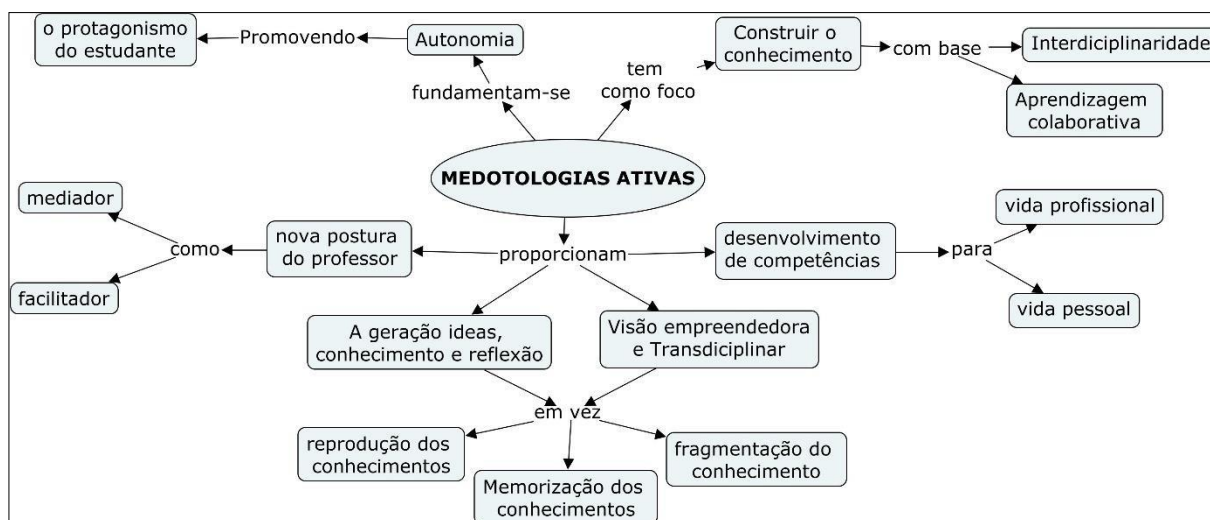 o protagonismo
do estudante
Promovendo
Autonomia
fundamentam-se
tem
como foco
Construir o
conhecimento
com base
Interdiciplinaridade
Aprendizagem
colaborativa
MEDOTOLOGIAS ATIVAS
mediador
facilitador
como
nova postura
do professor
proporcionam
desenvolvimento
de competências
para
vida profissional
vida pessoal
A geração ideas,
conhecimento e reflexão
Visão empreendedora
e Transdiciplinar
em vez
reprodução dos
conhecimentos
Memorização dos
conhecimentos
fragmentação do
conhecimento